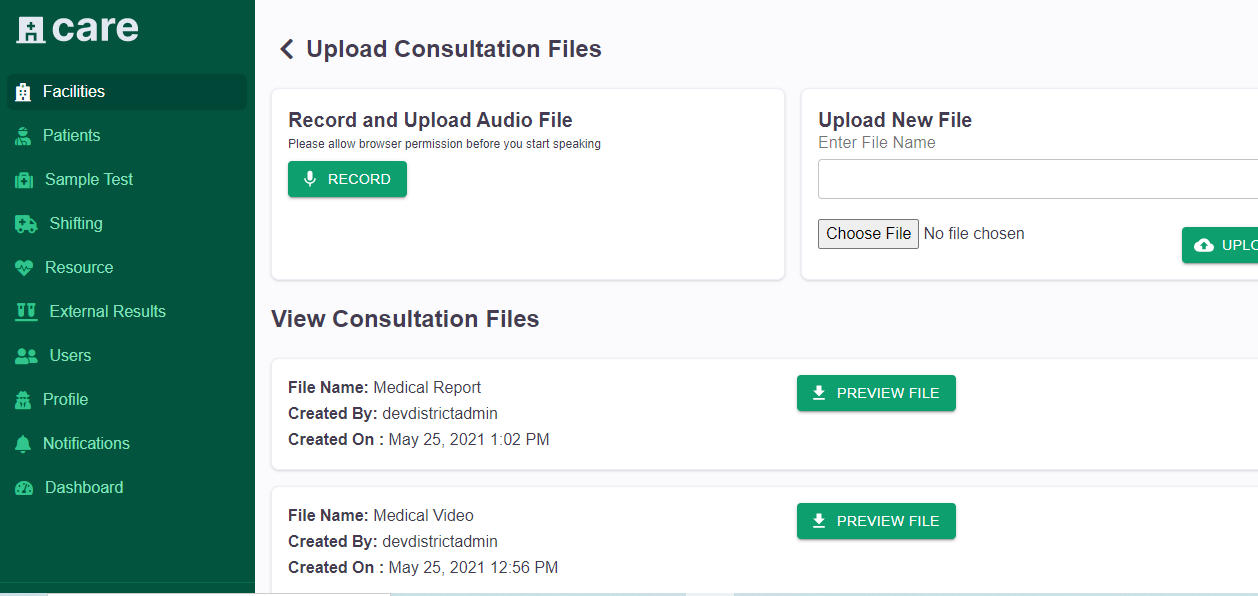 care
Facilities
Patients
Sample Test
Shifting
Resource
External Results
Users
Profile
Notifications
Dashboard
Upload Consultation Files
Record and Upload Audio File
Please allow browser permission before you start speaking
RECORD
Upload New File
Enter File Name
Choose File No file chosen
UPLO
View Consultation Files
File Name: Medical Report
Created By: devdistrictadmin
Created On : May 25, 2021 1:02 PM
PREVIEW FILE
File Name: Medical Video
Created By: devdistrictadmin
Created On : May 25, 2021 12:56 PM
PREVIEW FILE